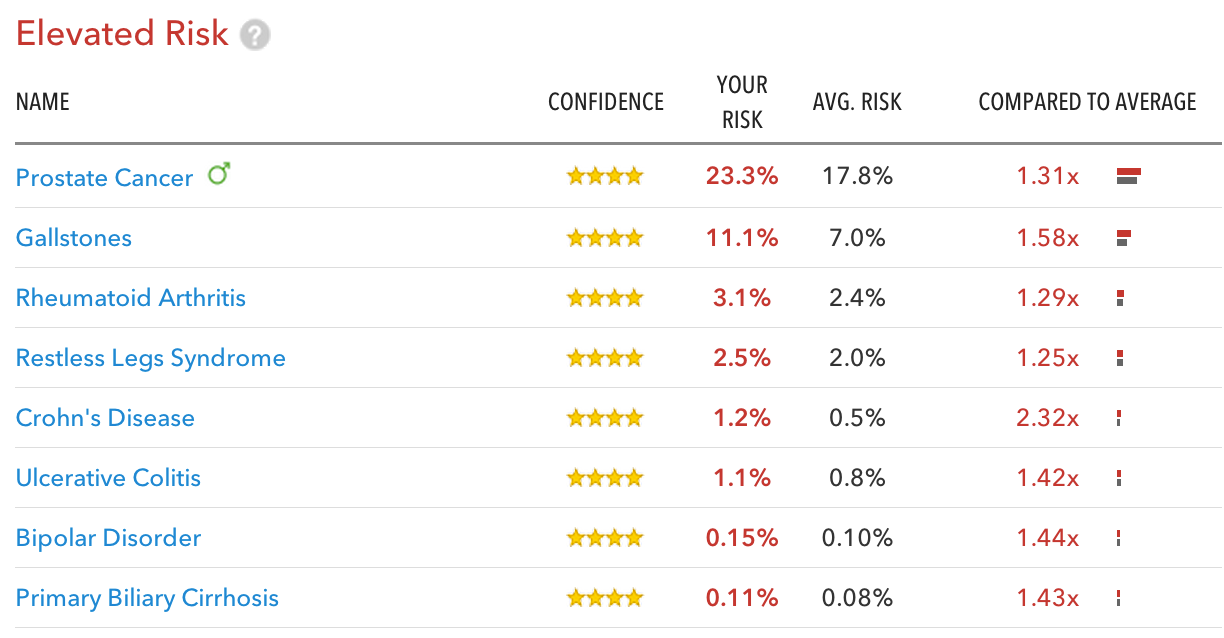 Elevated Risk ?
NAME CONFIDENCE YOUR RISK AVG. RISK COMPARED TO AVERAGE
Prostate Cancer 23.3% 17.8% 1.31x
Gallstones 11.1% 7.0% 1.58x
Rheumatoid Arthritis 3.1% 2.4% 1.29x
Restless Legs Syndrome 2.5% 2.0% 1.25x
Crohn's Disease 1.2% 0.5% 2.32x
Ulcerative Colitis 1.1% 0.8% 1.42x
Bipolar Disorder 0.15% 0.10% 1.44x
Primary Biliary Cirrhosis 0.11% 0.08% 1.43x